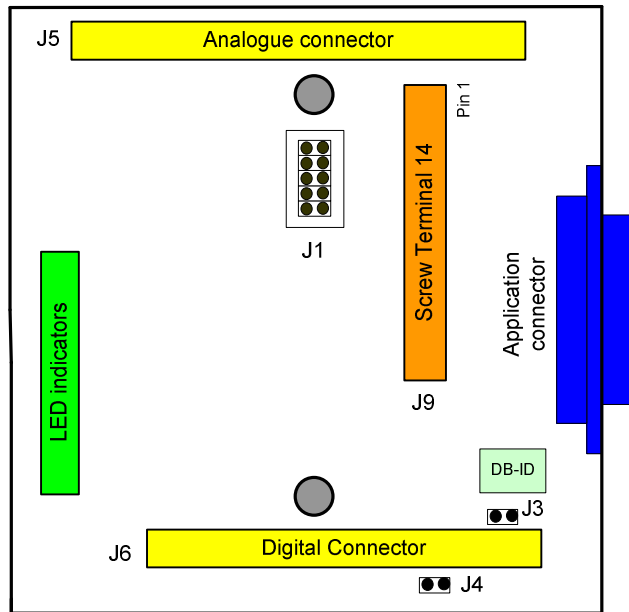 J5
Analogue connector
Pin 1
Screw Terminal 14
J1
Application
connector
LED indicators
J9
DB-ID
J3
J6
Digital Connector
J4